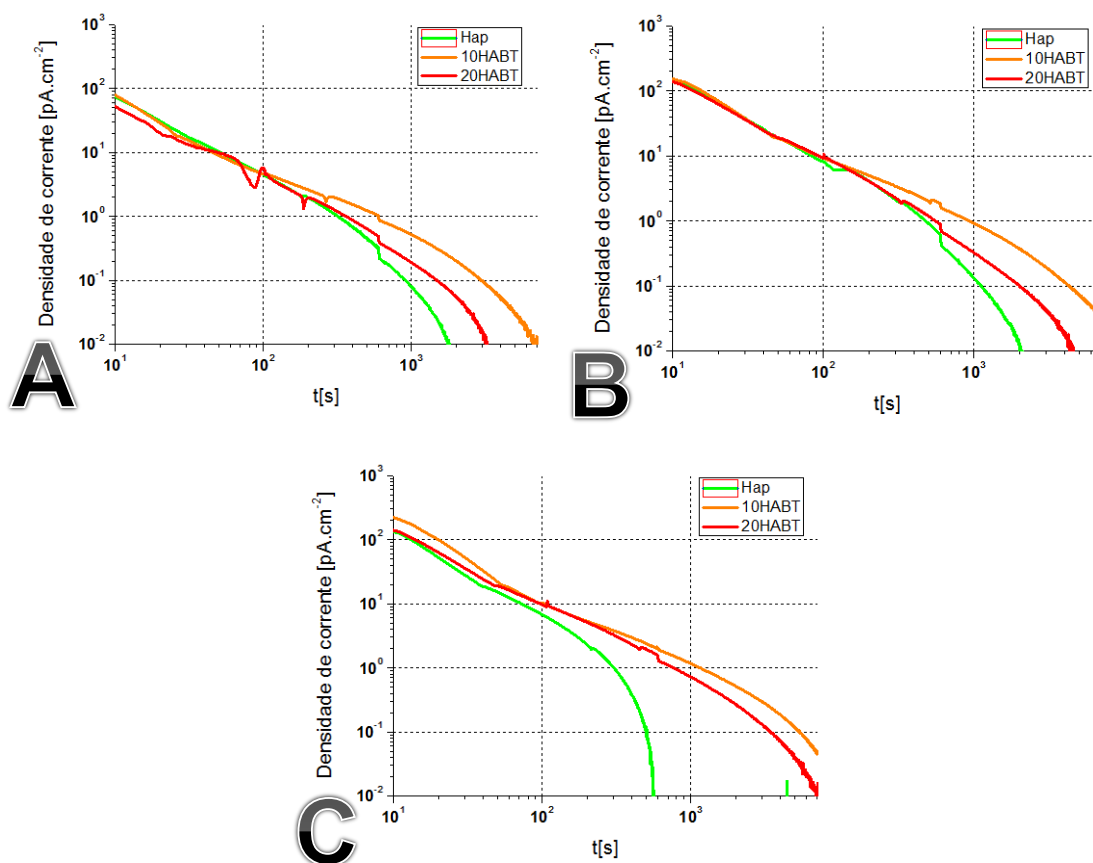 Densidade de corrente [pA.cm⁻²]
10³
10²
10¹
10⁰
10⁻¹
10⁻²
10¹ 10² 10³
t[s]
Hap
10HABT
20HABT
A
Densidade de corrente [pA.cm⁻²]
10³
10²
10¹
10⁰
10⁻¹
10⁻²
10¹ 10² 10³
t[s]
Hap
10HABT
20HABT
B
Densidade de corrente [pA.cm⁻²]
10³
10²
10¹
10⁰
10⁻¹
10⁻²
10¹ 10² 10³
t[s]
Hap
10HABT
20HABT
C